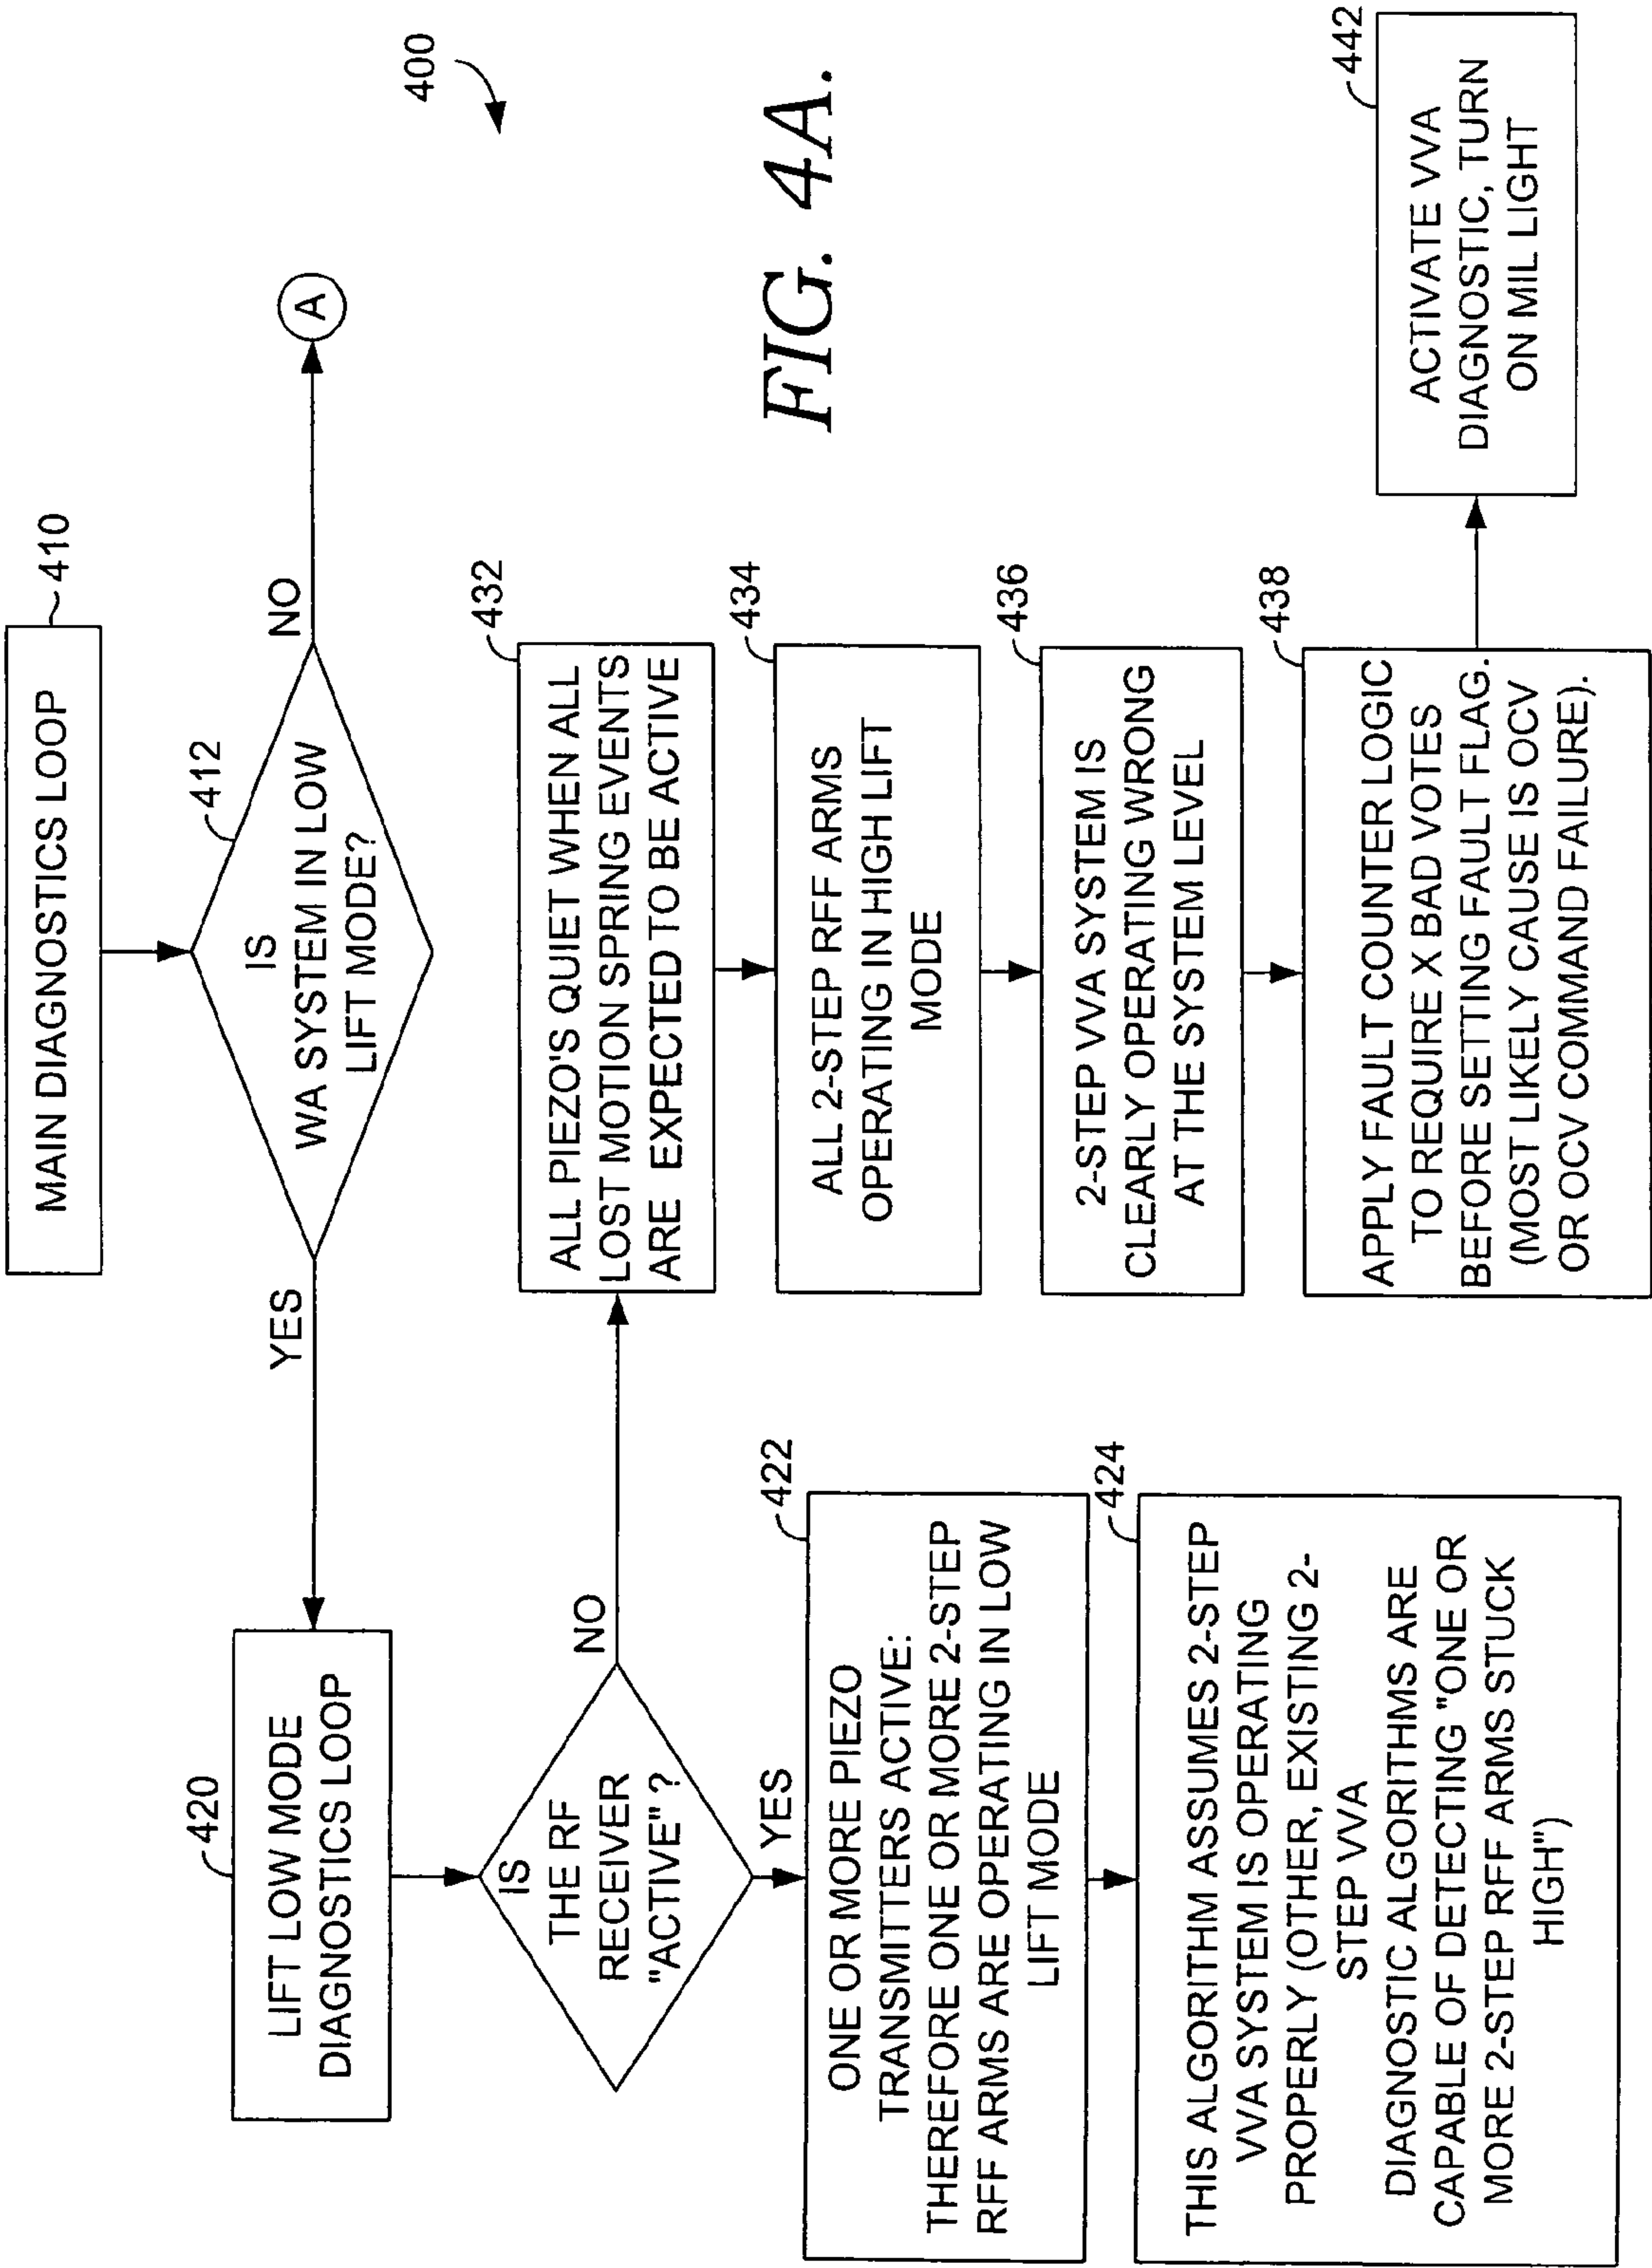 400
FIG. 4A.
MAIN DIAGNOSTICS LOOP
410
IS
VVA SYSTEM IN LOW
LIFT MODE?
412
NO
A
YES
LIFT LOW MODE
DIAGNOSTICS LOOP
420
IS
THE RF
RECEIVER
"ACTIVE"?
NO
YES
ONE OR MORE PIEZO
TRANSMITTERS ACTIVE:
THEREFORE ONE OR MORE 2-STEP
RFF ARMS ARE OPERATING IN LOW
LIFT MODE
422
THIS ALGORITHM ASSUMES 2-STEP
VVA SYSTEM IS OPERATING
PROPERLY (OTHER, EXISTING 2-
STEP VVA
DIAGNOSTIC ALGORITHMS ARE
CAPABLE OF DETECTING "ONE OR
MORE 2-STEP RFF ARMS STUCK
HIGH")
424
ALL PIEZO'S QUIET WHEN ALL
LOST MOTION SPRING EVENTS
ARE EXPECTED TO BE ACTIVE
432
ALL 2-STEP RFF ARMS
OPERATING IN HIGH LIFT
MODE
434
2-STEP VVA SYSTEM IS
CLEARLY OPERATING WRONG
AT THE SYSTEM LEVEL
436
APPLY FAULT COUNTER LOGIC
TO REQUIRE X BAD VOTES
BEFORE SETTING FAULT FLAG.
(MOST LIKELY CAUSE IS OCV
OR OCV COMMAND FAILURE).
438
ACTIVATE VVA
DIAGNOSTIC, TURN
ON MIL LIGHT
442